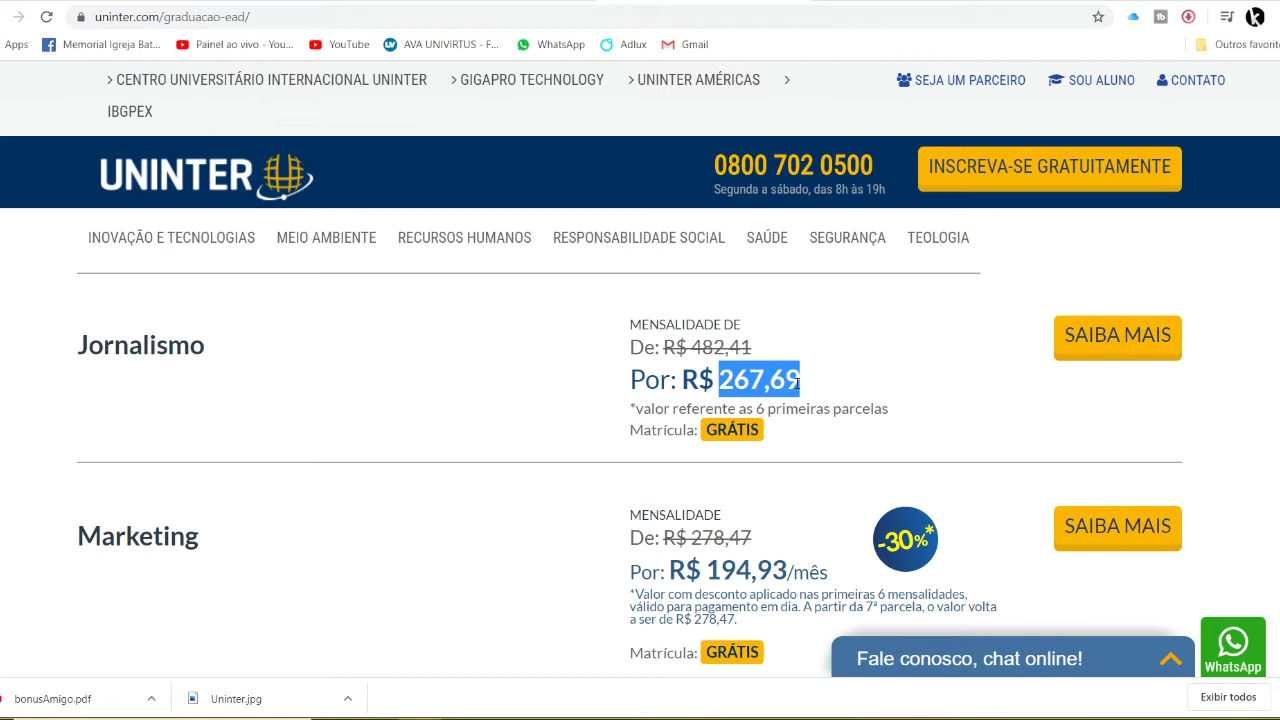 uninter.com/graduacao-ead/
Apps
Memorial Igreja Bat...
Painel ao vivo - You...
YouTube
AVA UNIVIRTUS - F...
WhatsApp
Adlux
Gmail
Outros favorit
> CENTRO UNIVERSITÁRIO INTERNACIONAL UNINTER > GIGAPRO TECHNOLOGY > UNINTER AMÉRICAS >
IBGPEX
SEJA UM PARCEIRO
SOU ALUNO
CONTATO
UNINTER
0800 702 0500
Segunda a sábado, das 8h às 19h
INSCREVA-SE GRATUITAMENTE
INOVAÇÃO E TECNOLOGIAS MEIO AMBIENTE RECURSOS HUMANOS RESPONSABILIDADE SOCIAL SAÚDE SEGURANÇA TEOLOGIA
Jornalismo
MENSALIDADE DE
De: R$ 482,41
Por: R$ 267,69
*valor referente as 6 primeiras parcelas
Matrícula: GRÁTIS
SAIBA MAIS
Marketing
MENSALIDADE
De: R$ 278,47
Por: R$ 194,93/mês
*Valor com desconto aplicado nas primeiras 6 mensalidades,
válido para pagamento em dia. A partir da 7ª parcela, o valor volta
a ser de R$ 278,47.
Matrícula: GRÁTIS
-30%*
SAIBA MAIS
Fale conosco, chat online!
WhatsApp
bonusAmigo.pdf
Uninter.jpg
Exibir todos